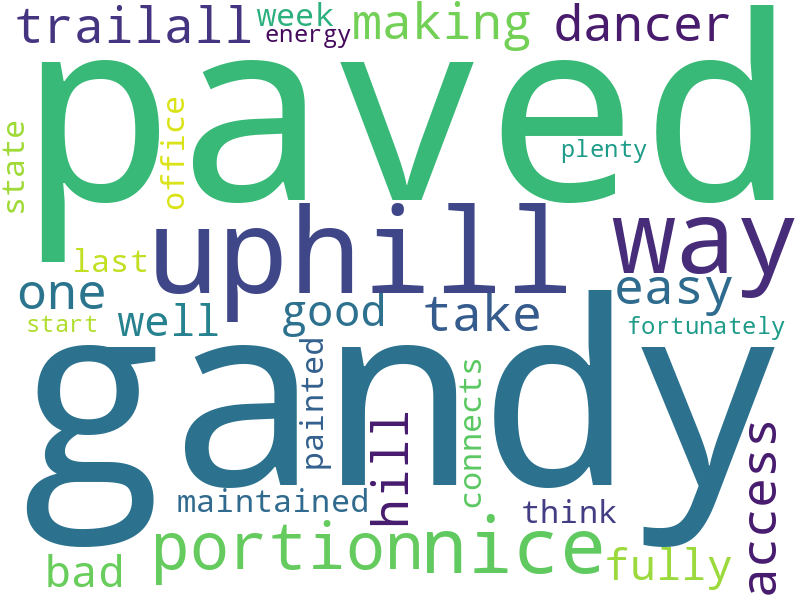 trailall
week
energy
making
dancer
paved
state
office
plenty
uphill
way
last
one
easy
start
well
good
take
fortunately
gandy
painted
hill
connects
access
maintained
think
portion
nice
bad
fully